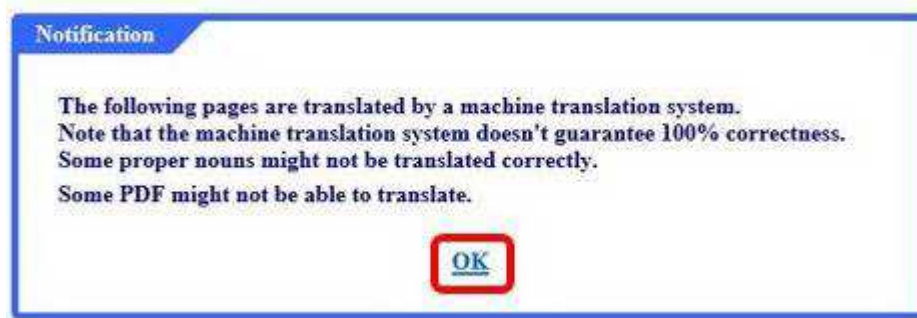 Notification
The following pages are translated by a machine translation system.
Note that the machine translation system doesn't guarantee 100% correctness.
Some proper nouns might not be translated correctly.
Some PDF might not be able to translate.
OK